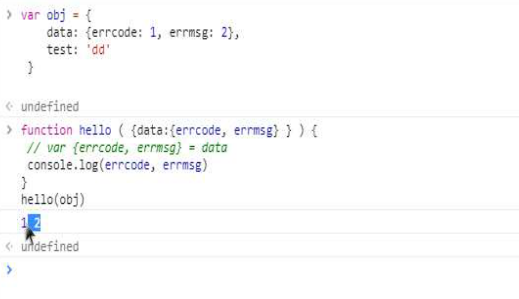 > var obj = {
data: {errcode: 1, errmsg: 2},
test: 'dd'
}
< undefined
> function hello ( {data:{errcode, errmsg} } ) {
// var {errcode, errmsg} = data
console.log(errcode, errmsg)
}
hello(obj)
1 2
< undefined
>